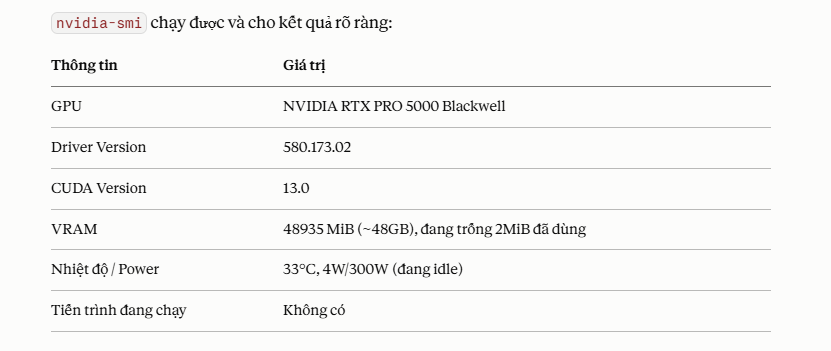 nvidia-smi chạy được và cho kết quả rõ ràng:
Thông tin Giá trị
GPU NVIDIA RTX PRO 5000 Blackwell
Driver Version 580.173.02
CUDA Version 13.0
VRAM 48935 MiB (~48GB), đang trống 2MiB đã dùng
Nhiệt độ / Power 33°C, 4W/300W (đang idle)
Tiến trình đang chạy Không có